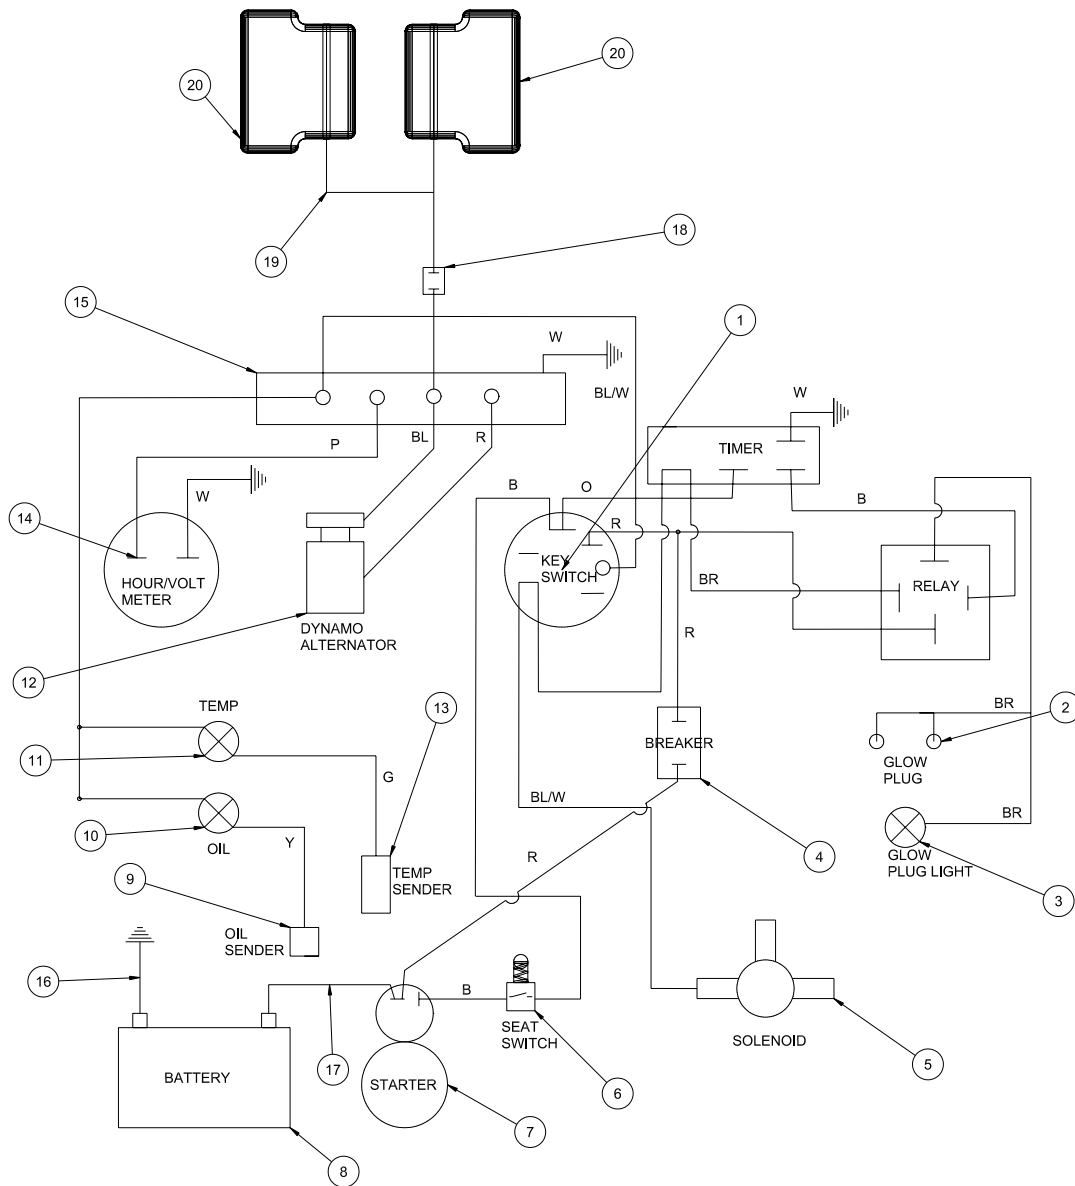 20
20
19
18
15
1
W
BL/W
W
P
BL
R
TIMER
B
O
B
14
W
R
HOUR/VOLT
METER
KEY
SWITCH
BR
RELAY
DYNAMO
ALTERNATOR
R
12
TEMP
13
BR
2
11
G
BREAKER
GLOW
PLUG
BL/W
BR
10
OIL
Y
R
4
GLOW
PLUG LIGHT
9
TEMP
SENDER
3
OIL
SENDER
16
B
SEAT
SWITCH
SOLENOID
BATTERY
17
STARTER
6
5
7
8